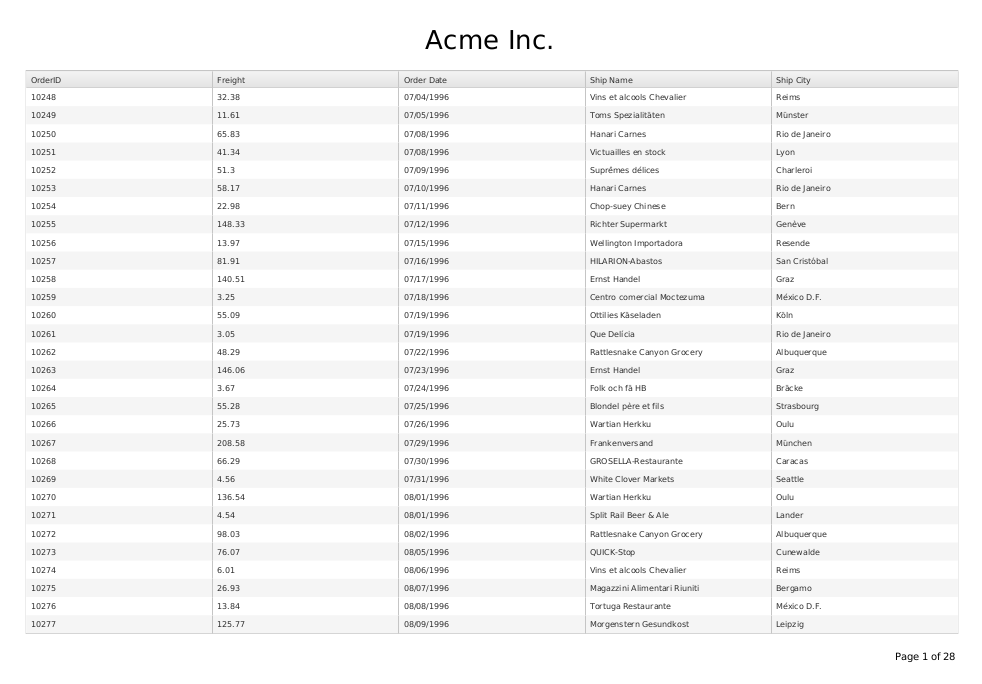 Acme Inc.
OrderID Freight Order Date Ship Name Ship City
10248 32.38 07/04/1996 Vins et alcools Chevalier Reims
10249 11.61 07/05/1996 Toms Spezialitäten Münster
10250 65.83 07/08/1996 Hanari Carnes Rio de Janeiro
10251 41.34 07/08/1996 Victuailles en stock Lyon
10252 51.3 07/09/1996 Suprêmes délices Charleroi
10253 58.17 07/10/1996 Hanari Carnes Rio de Janeiro
10254 22.98 07/11/1996 Chop-suey Chinese Bern
10255 148.33 07/12/1996 Richter Supermarkt Genève
10256 13.97 07/15/1996 Wellington Importadora Resende
10257 81.91 07/16/1996 HILARION-Abastos San Cristóbal
10258 140.51 07/17/1996 Ernst Handel Graz
10259 3.25 07/18/1996 Centro comercial Moctezuma México D.F.
10260 55.09 07/19/1996 Ottilies Käseladen Köln
10261 3.05 07/19/1996 Que Delícia Rio de Janeiro
10262 48.29 07/22/1996 Rattlesnake Canyon Grocery Albuquerque
10263 146.06 07/23/1996 Ernst Handel Graz
10264 3.67 07/24/1996 Folk och fä HB Bräcke
10265 55.28 07/25/1996 Blondel père et fils Strasbourg
10266 25.73 07/26/1996 Wartian Herkku Oulu
10267 208.58 07/29/1996 Frankenversand München
10268 66.29 07/30/1996 GROSELLA-Restaurante Caracas
10269 4.56 07/31/1996 White Clover Markets Seattle
10270 136.54 08/01/1996 Wartian Herkku Oulu
10271 4.54 08/01/1996 Split Rail Beer & Ale Lander
10272 98.03 08/02/1996 Rattlesnake Canyon Grocery Albuquerque
10273 76.07 08/05/1996 QUICK-Stop Cunewalde
10274 6.01 08/06/1996 Vins et alcools Chevalier Reims
10275 26.93 08/07/1996 Magazzini Alimentari Riuniti Bergamo
10276 13.84 08/08/1996 Tortuga Restaurante México D.F.
10277 125.77 08/09/1996 Morgenstern Gesundkost Leipzig
Page 1 of 28